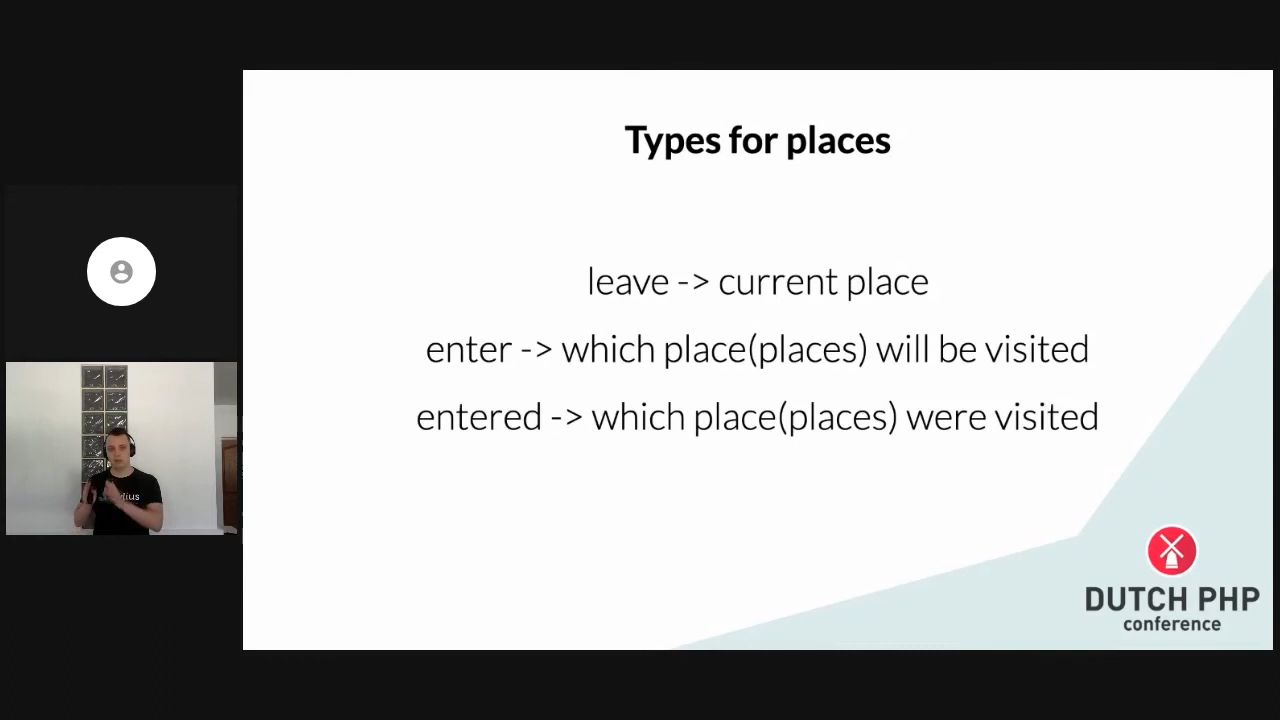 Types for places
leave -> current place
enter -> which place(places) will be visited
entered -> which place(places) were visited
DUTCH PHP
conference